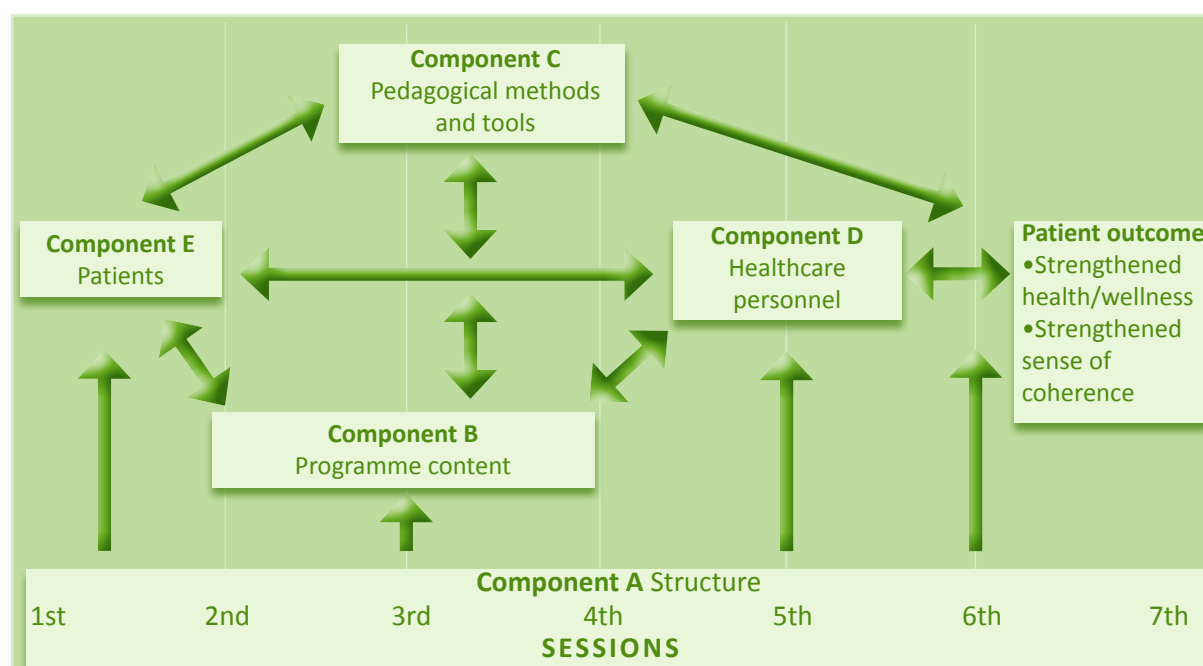 Component C
Pedagogical methods
and tools
Component E
Patients
Component D
Healthcare
personnel
Patient outcome
•Strengthened
health/wellness
•Strengthened
sense of
coherence
Component B
Programme content
Component A Structure
1st 2nd 3rd 4th 5th 6th 7th
SESSIONS